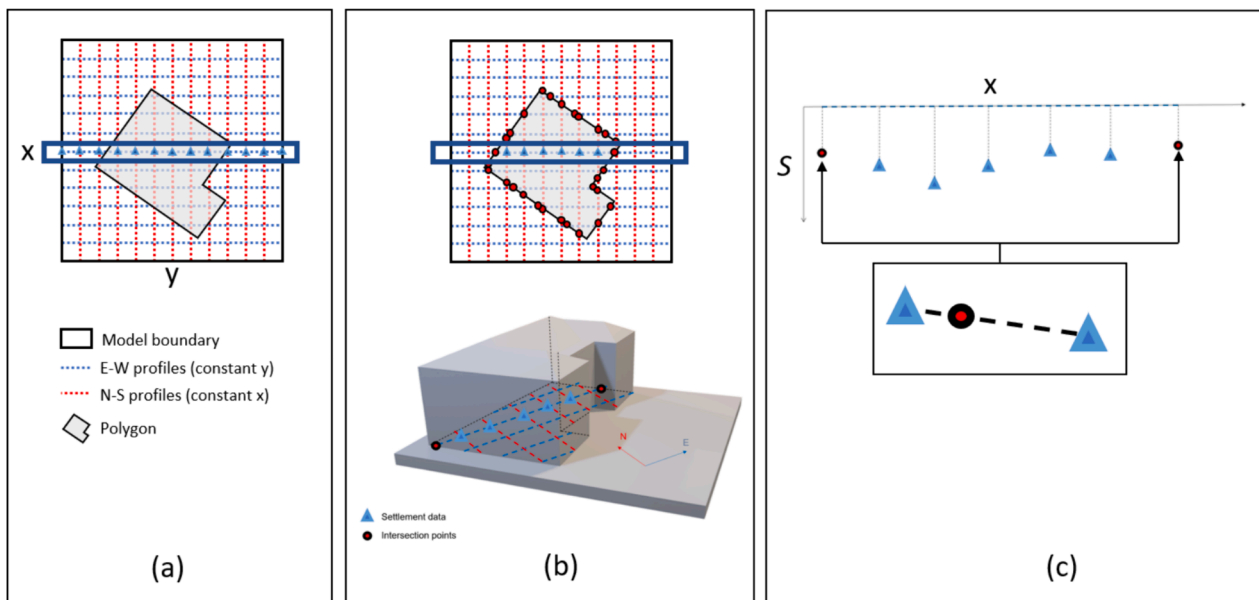 x
y
Model boundary
E-W profiles (constant y)
N-S profiles (constant x)
Polygon
(a)
N
E
Settlement data
Intersection points
(b)
x
S
(c)